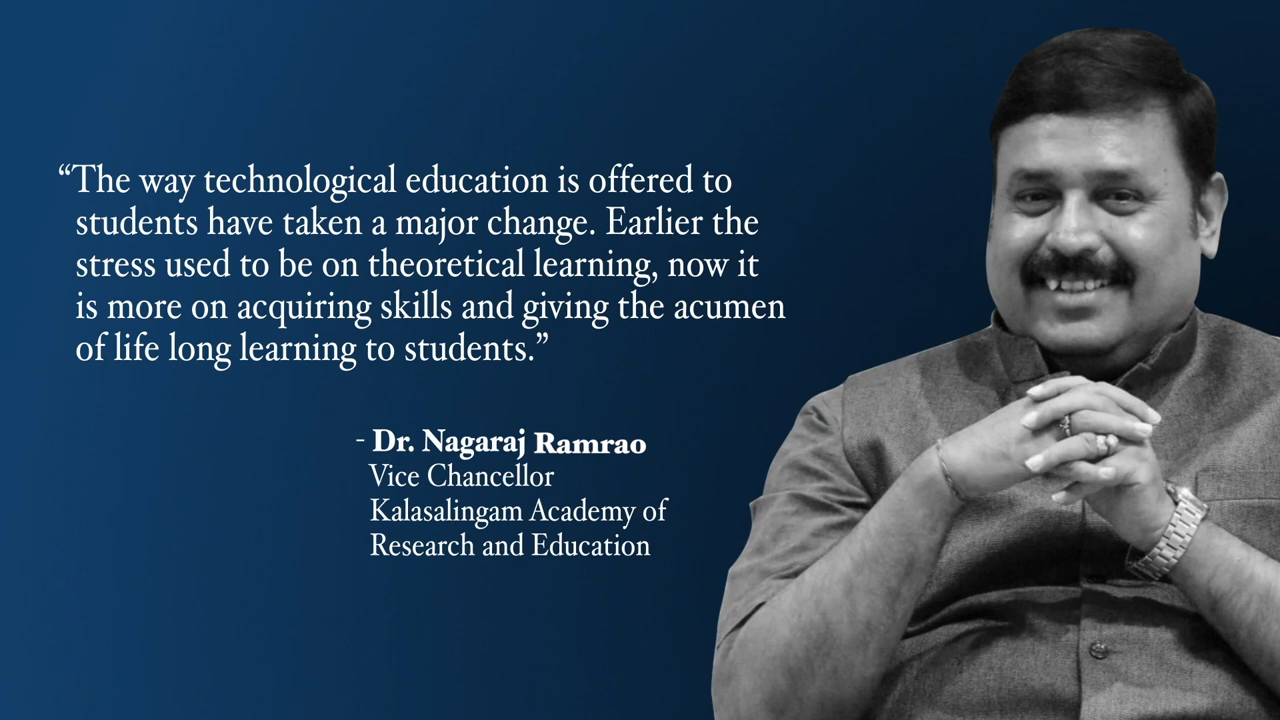 “The way technological education is offered to
students have taken a major change. Earlier the
stress used to be on theoretical learning, now it
is more on acquiring skills and giving the acumen
of life long learning to students.”
- Dr. Nagaraj Ramrao
Vice Chancellor
Kalasalingam Academy of
Research and Education